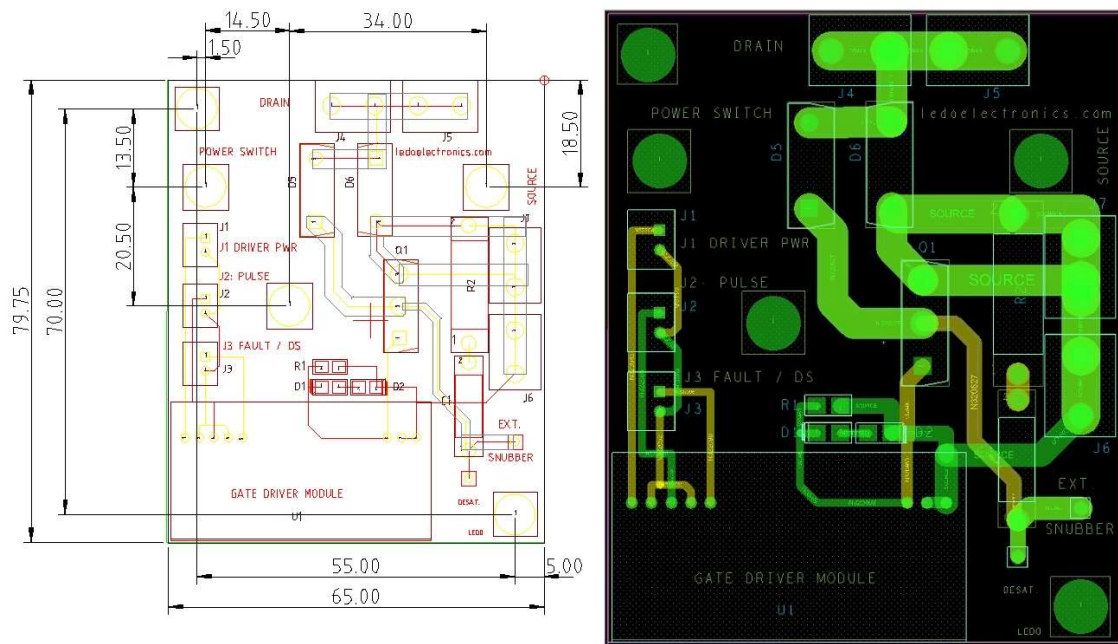 14.50
34.00
1.50
DRAIN
J4
J5
POWER SWITCH
ledoelectronics.com
13.50
18.50
D5
D6
SOURCE
J1
J1 DRIVER PWR
Q1
20.50
J2: PULSE
J2
R2
79.75
70.00
J3 FAULT / DS
J3
R1
D1
D2
J6
EXT.
SNUBBER
GATE DRIVER MODULE
U1
DESAT.
LEDO
55.00
5.00
65.00
DRAIN
J4
J5
POWER SWITCH
ledoelectronics.com
D5
D6
SOURCE
J1
J1 DRIVER PWR
SOURCE
Q1
J2: PULSE
J2
SOURCE
J3 FAULT / DS
J3
N320627
R1
D2
SOURCE
J6
EXT.
SNUBBER
GATE DRIVER MODULE
U1
DESAT.
LEDO